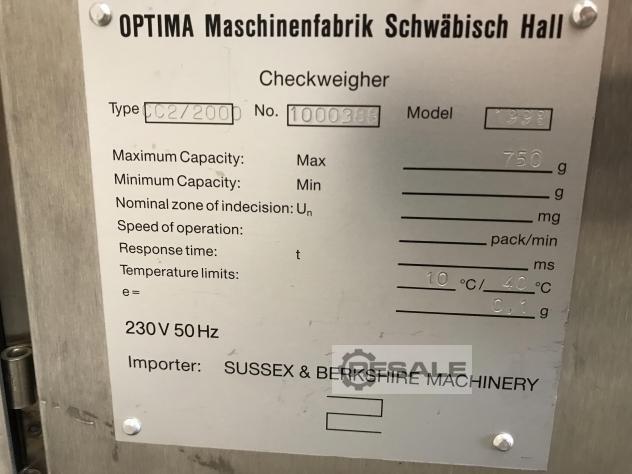 OPTIMA Maschinenfabrik Schwäbisch Hall
Checkweigher
Type CC2/2000 No. Model
Maximum Capacity: Max 750 g
Minimum Capacity: Min g
Nominal zone of indecision: Un mg
Speed of operation: pack/min
Response time: t ms
Temperature limits: 10 °C/ 40 °C
e= 0,1 g
230V 50Hz
Importer: SUSSEX & BERKSHIRE MACHINERY
RESALE